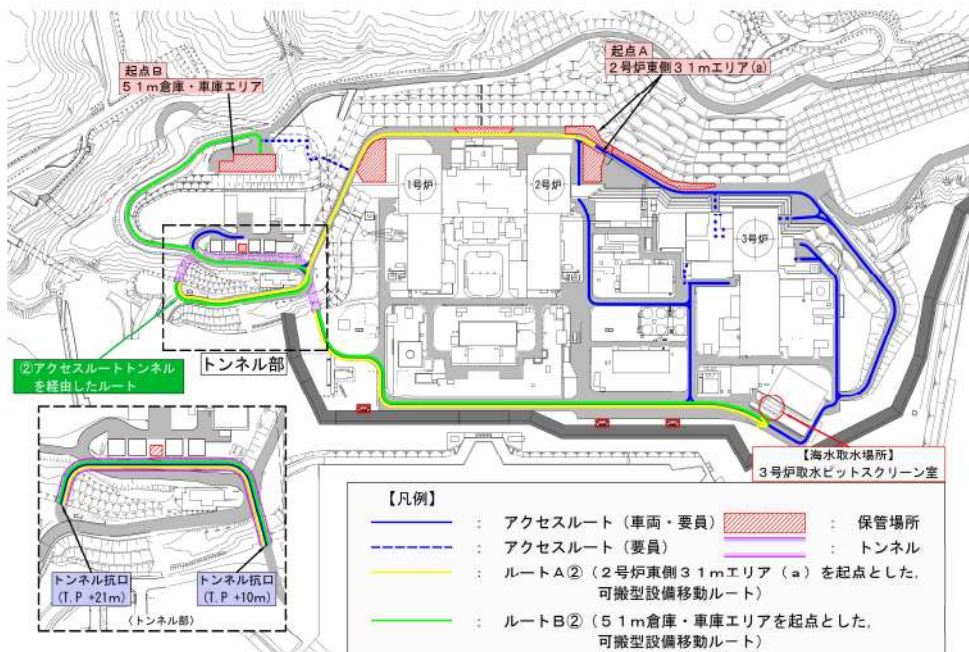 起点B
51m倉庫・車庫エリア
起点A
2号炉東側31mエリア(a)
1号炉
2号炉
3号炉
②アクセスルートトンネル
を経由したルート
トンネル部
【海水取水場所】
3号炉取水ピットスクリーン室
トンネル抗口
(T.P +21m)
トンネル抗口
(T.P +10m)
(トンネル部)
【凡例】
: アクセスルート(車両・要員)
: 保管場所
: アクセスルート(要員)
: トンネル
: ルートA②(2号炉東側31mエリア(a)を起点とした,
可搬型設備移動ルート)
: ルートB②(51m倉庫・車庫エリアを起点とした,
可搬型設備移動ルート)